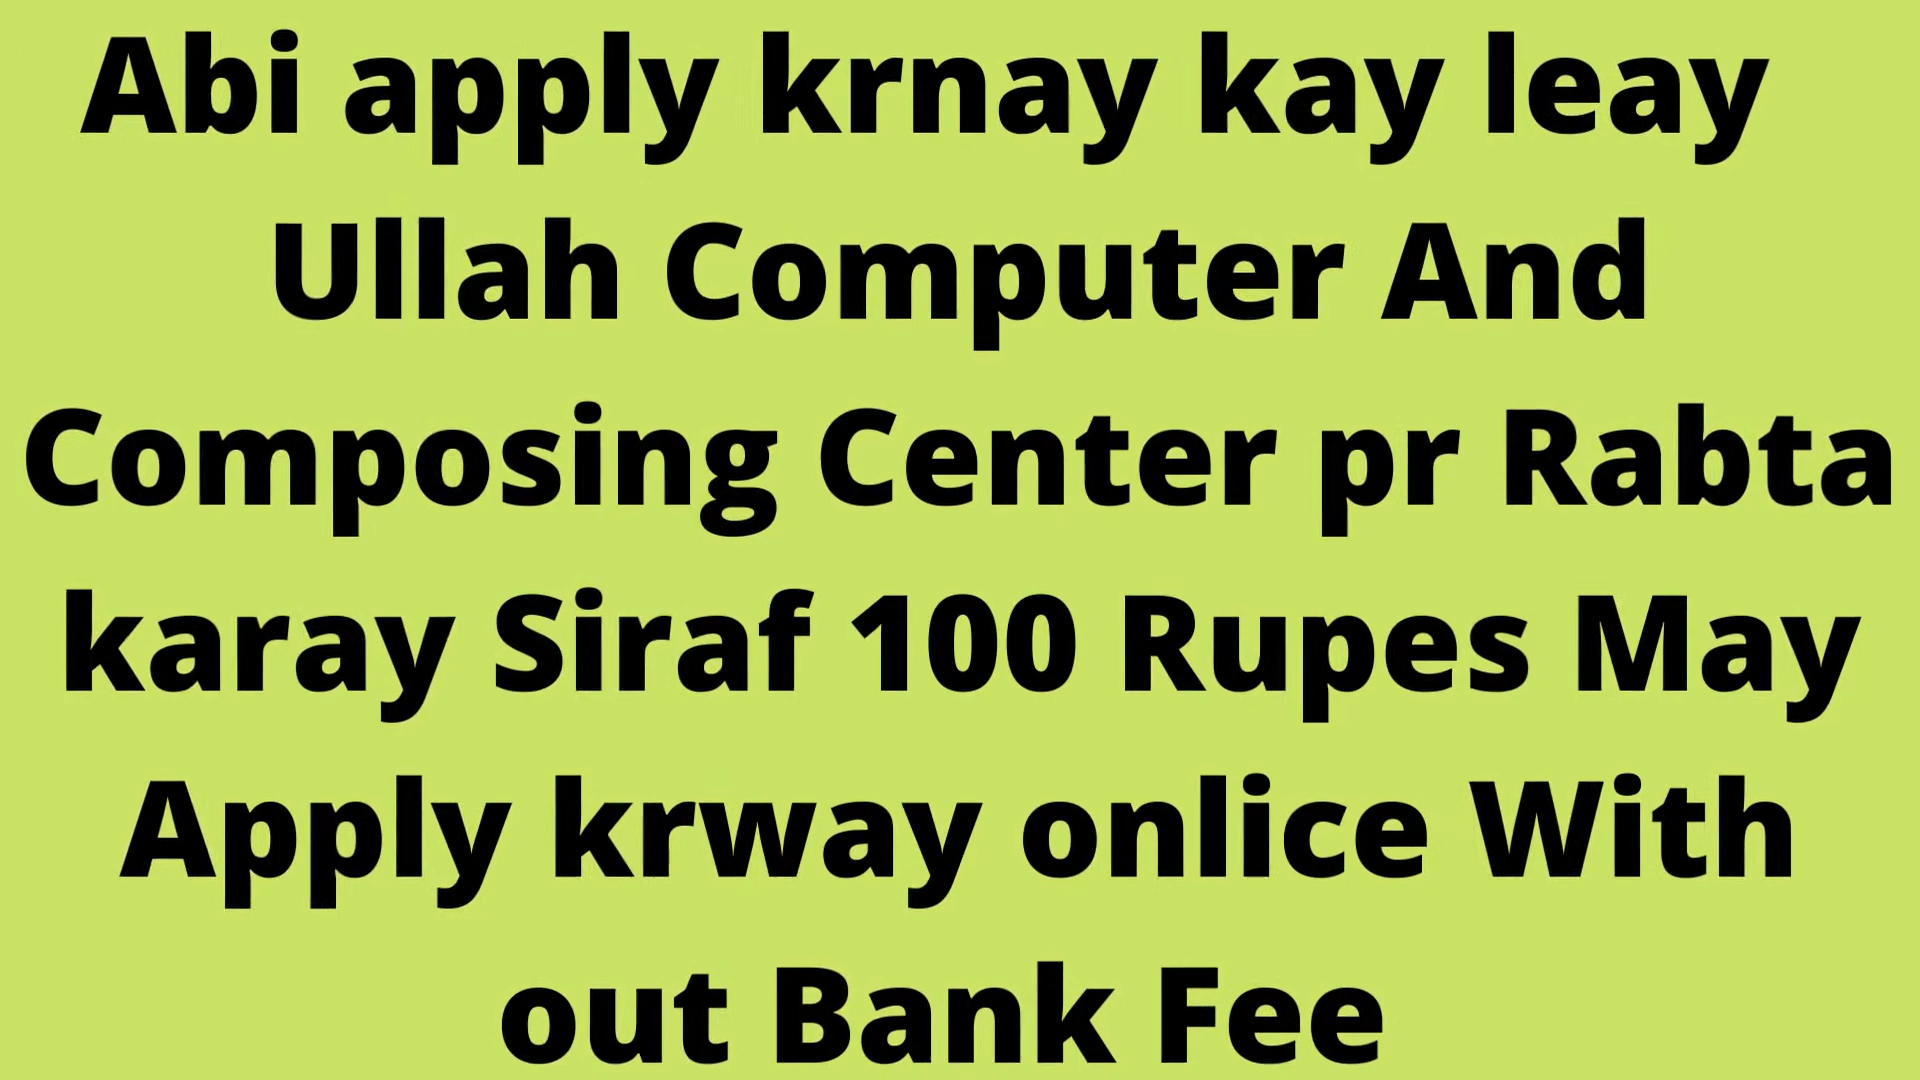 Abi apply krnay kay leay
Ullah Computer And
Composing Center pr Rabta
karay Siraf 100 Rupes May
Apply krway onlice With
out Bank Fee